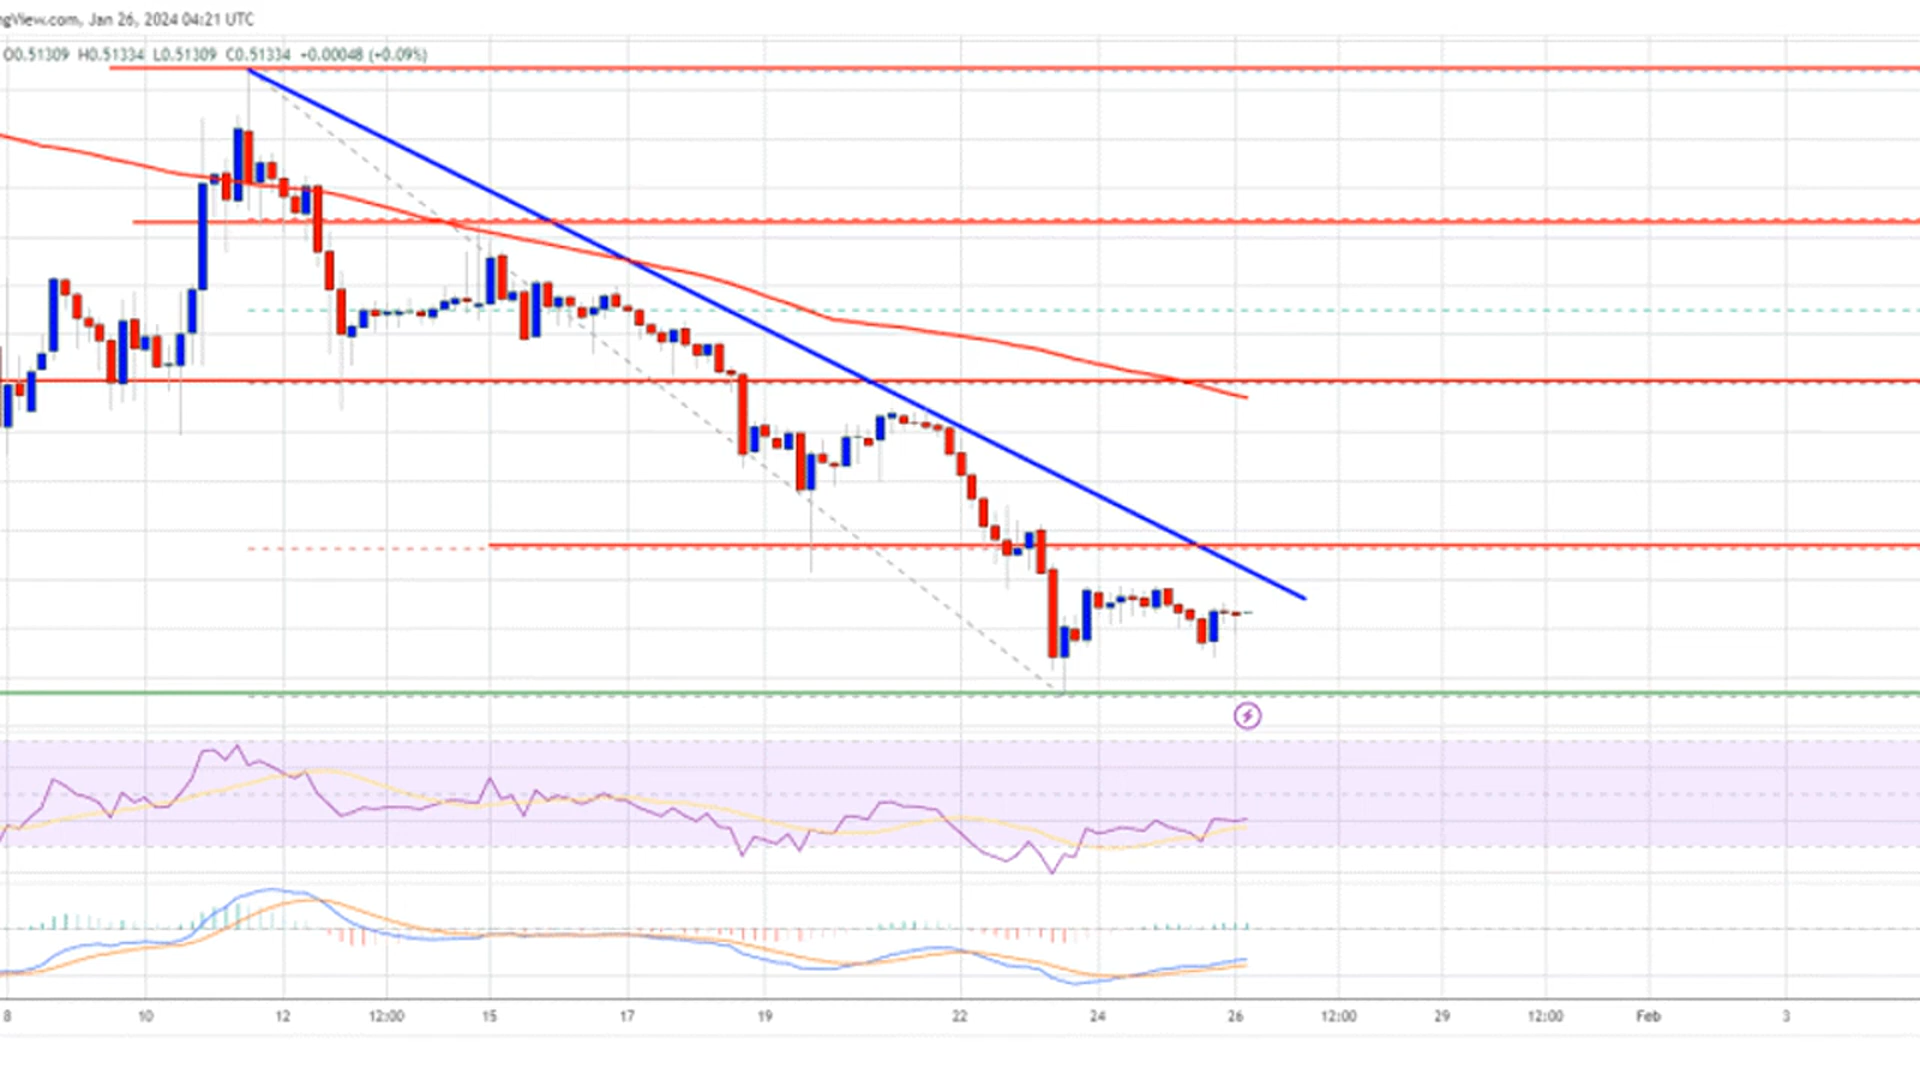 ngView.com, Jan 26, 2024 04:21 UTC
O0.51309 H0.51334 L0.51309 C0.51334 +0.00048 (+0.09%)
8 10 12 12:00 15 17 19 22 24 26 12:00 29 12:00 Feb 3